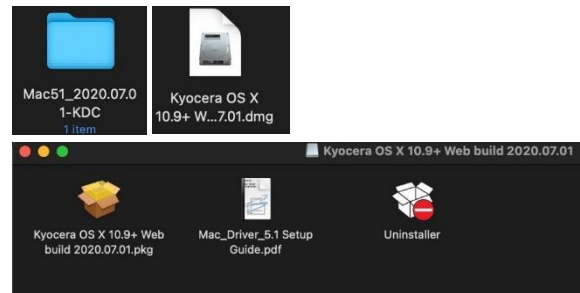 Mac51_2020.07.0
1-KDC
1 item
Kyocera OS X
10.9+ W...7.01.dmg
Kyocera OS X 10.9+ Web build 2020.07.01
Kyocera OS X 10.9+ Web
build 2020.07.01.pkg
Mac_Driver_5.1 Setup
Guide.pdf
Uninstaller